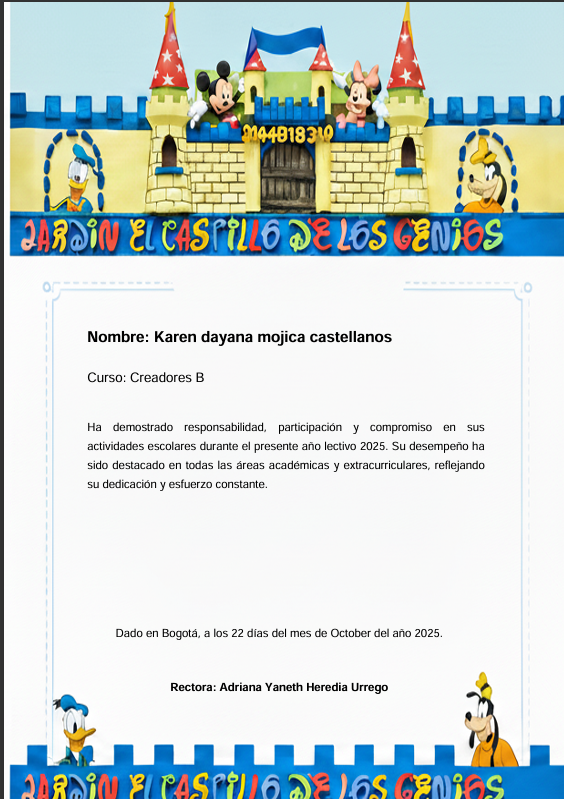 3144818310
JARDIN EL CASTILLO DE LOS GENIOS
Nombre: Karen dayana mojica castellanos
Curso: Creadores B
Ha demostrado responsabilidad, participación y compromiso en sus
actividades escolares durante el presente año lectivo 2025. Su desempeño ha
sido destacado en todas las áreas académicas y extracurriculares, reflejando
su dedicación y esfuerzo constante.
Dado en Bogotá, a los 22 días del mes de October del año 2025.
Rectora: Adriana Yaneth Heredia Urrego
JARDIN EL CASTILLO DE LOS GENIOS